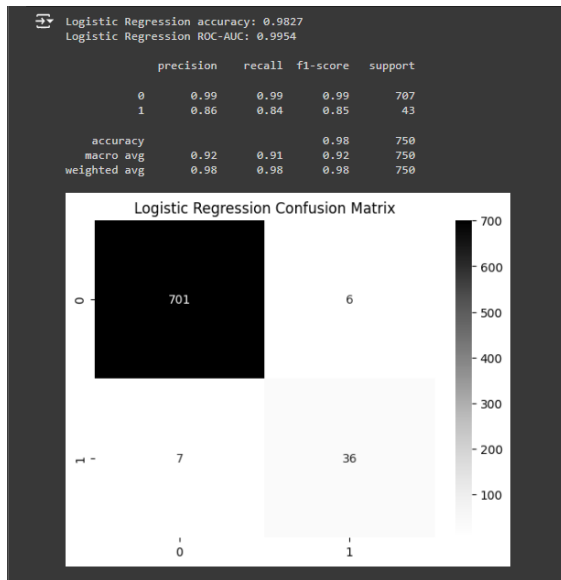 Logistic Regression accuracy: 0.9827
Logistic Regression ROC-AUC: 0.9954
precision recall f1-score support
0 0.99 0.99 0.99 707
1 0.86 0.84 0.85 43
accuracy 0.98 750
macro avg 0.92 0.91 0.92 750
weighted avg 0.98 0.98 0.98 750
Logistic Regression Confusion Matrix
0
701 6
1
7 36
0 1
700
600
500
400
300
200
100